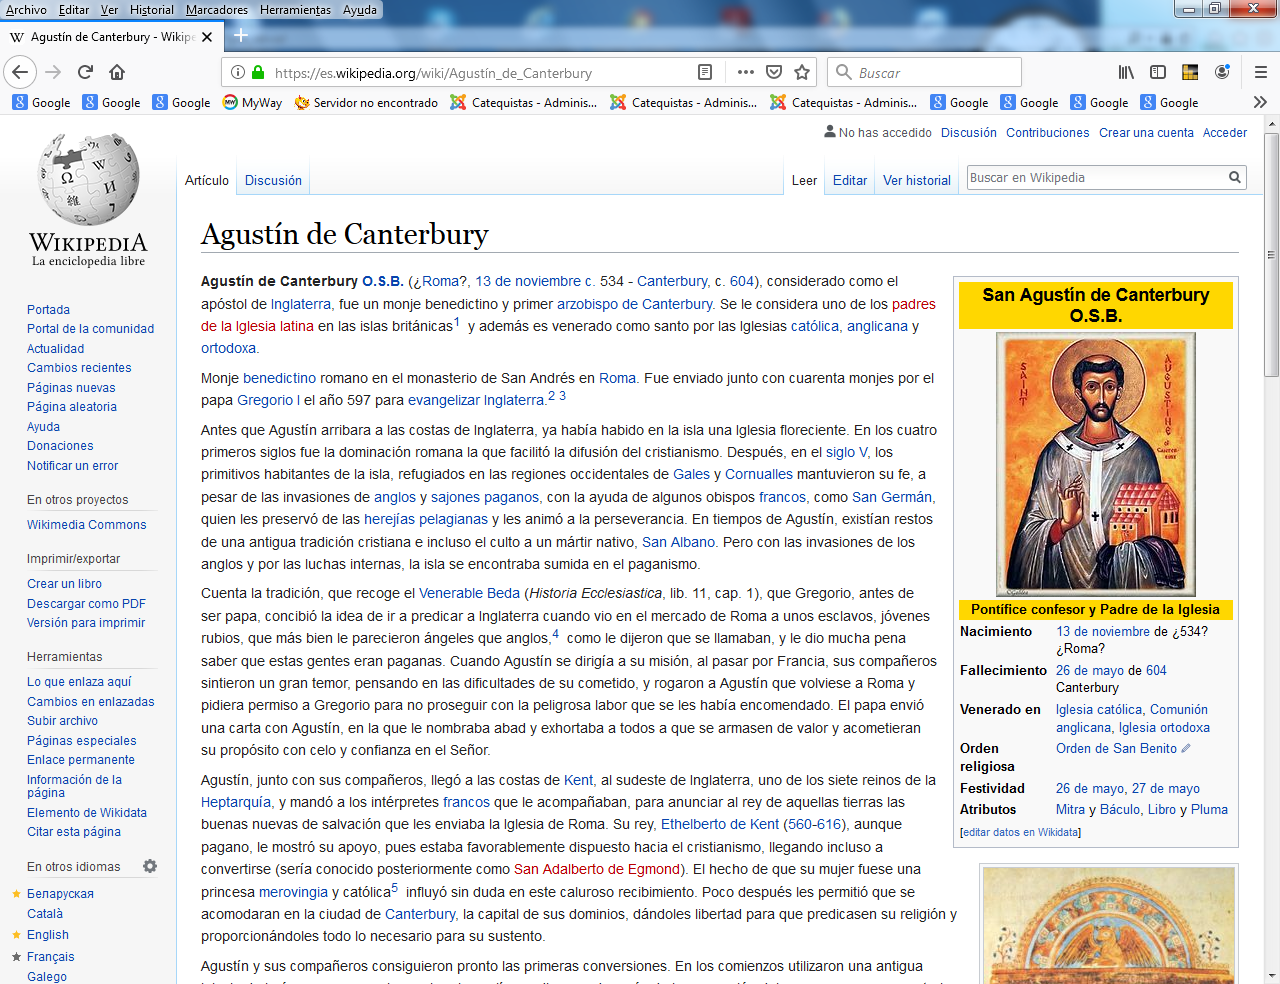 Archivo Editar Ver Historial Marcadores Herramientas Ayuda
Agustín de Canterbury - Wikipe
https://es.wikipedia.org/wiki/Agustín_de_Canterbury
Buscar
Google Google Google MyWay Servidor no encontrado Catequistas - Adminis... Catequistas - Adminis... Catequistas - Adminis... Google Google Google Google
No has accedido Discusión Contribuciones Crear una cuenta Acceder
Artículo Discusión Leer Editar Ver historial Buscar en Wikipedia
WIKIPEDIA
La enciclopedia libre
Portada
Portal de la comunidad
Actualidad
Cambios recientes
Páginas nuevas
Página aleatoria
Ayuda
Donaciones
Notificar un error
En otros proyectos
Wikimedia Commons
Imprimir/exportar
Crear un libro
Descargar como PDF
Versión para imprimir
Herramientas
Lo que enlaza aquí
Cambios en enlazadas
Subir archivo
Páginas especiales
Enlace permanente
Información de la
página
Elemento de Wikidata
Citar esta página
En otros idiomas
Беларуская
Català
English
Français
Galego
Agustín de Canterbury
Agustín de Canterbury O.S.B. (¿Roma?, 13 de noviembre c. 534 - Canterbury, c. 604), considerado como el
apóstol de Inglaterra, fue un monje benedictino y primer arzobispo de Canterbury. Se le considera uno de los padres
de la Iglesia latina en las islas británicas1 y además es venerado como santo por las Iglesias católica, anglicana y
ortodoxa.
Monje benedictino romano en el monasterio de San Andrés en Roma. Fue enviado junto con cuarenta monjes por el
papa Gregorio I el año 597 para evangelizar Inglaterra.2 3
Antes que Agustín arribara a las costas de Inglaterra, ya había habido en la isla una Iglesia floreciente. En los cuatro
primeros siglos fue la dominación romana la que facilitó la difusión del cristianismo. Después, en el siglo V, los
primitivos habitantes de la isla, refugiados en las regiones occidentales de Gales y Cornualles mantuvieron su fe, a
pesar de las invasiones de anglos y sajones paganos, con la ayuda de algunos obispos francos, como San Germán,
quien les preservó de las herejías pelagianas y les animó a la perseverancia. En tiempos de Agustín, existían restos
de una antigua tradición cristiana e incluso el culto a un mártir nativo, San Albano. Pero con las invasiones de los
anglos y por las luchas internas, la isla se encontraba sumida en el paganismo.
Cuenta la tradición, que recoge el Venerable Beda (Historia Ecclesiastica, lib. 11, cap. 1), que Gregorio, antes de
ser papa, concibió la idea de ir a predicar a Inglaterra cuando vio en el mercado de Roma a unos esclavos, jóvenes
rubios, que más bien le parecieron ángeles que anglos,4 como le dijeron que se llamaban, y le dio mucha pena
saber que estas gentes eran paganas. Cuando Agustín se dirigía a su misión, al pasar por Francia, sus compañeros
sintieron un gran temor, pensando en las dificultades de su cometido, y rogaron a Agustín que volviese a Roma y
pidiera permiso a Gregorio para no proseguir con la peligrosa labor que se les había encomendado. El papa envió
una carta con Agustín, en la que le nombraba abad y exhortaba a todos a que se armasen de valor y acometieran
su propósito con celo y confianza en el Señor.
Agustín, junto con sus compañeros, llegó a las costas de Kent, al sudeste de Inglaterra, uno de los siete reinos de la
Heptarquía, y mandó a los intérpretes francos que le acompañaban, para anunciar al rey de aquellas tierras las
buenas nuevas de salvación que les enviaba la Iglesia de Roma. Su rey, Ethelberto de Kent (560-616), aunque
pagano, le mostró su apoyo, pues estaba favorablemente dispuesto hacia el cristianismo, llegando incluso a
convertirse (sería conocido posteriormente como San Adalberto de Egmond). El hecho de que su mujer fuese una
princesa merovingia y católica5 influyó sin duda en este caluroso recibimiento. Poco después les permitió que se
acomodaran en la ciudad de Canterbury, la capital de sus dominios, dándoles libertad para que predicasen su religión y
proporcionándoles todo lo necesario para su sustento.
Agustín y sus compañeros consiguieron pronto las primeras conversiones. En los comienzos utilizaron una antigua
San Agustín de Canterbury
O.S.B.
SAINT AUGUSTINE of CANTERBURY
Pontífice confesor y Padre de la Iglesia
Nacimiento 13 de noviembre de ¿534?
¿Roma?
Fallecimiento 26 de mayo de 604
Canterbury
Venerado en Iglesia católica, Comunión
anglicana, Iglesia ortodoxa
Orden Orden de San Benito
religiosa
Festividad 26 de mayo, 27 de mayo
Atributos Mitra y Báculo, Libro y Pluma
[editar datos en Wikidata]